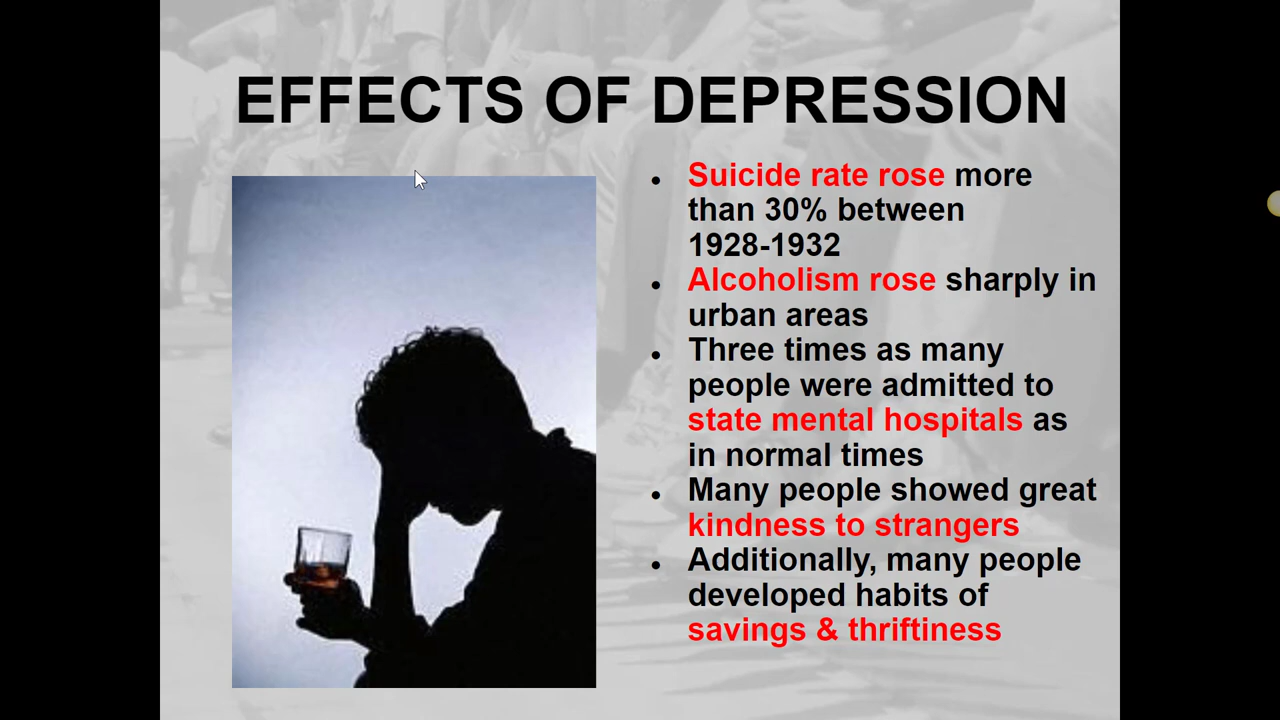 EFFECTS OF DEPRESSION
• Suicide rate rose more
than 30% between
1928-1932
• Alcoholism rose sharply in
urban areas
• Three times as many
people were admitted to
state mental hospitals as
in normal times
• Many people showed great
kindness to strangers
• Additionally, many people
developed habits of
savings & thriftiness